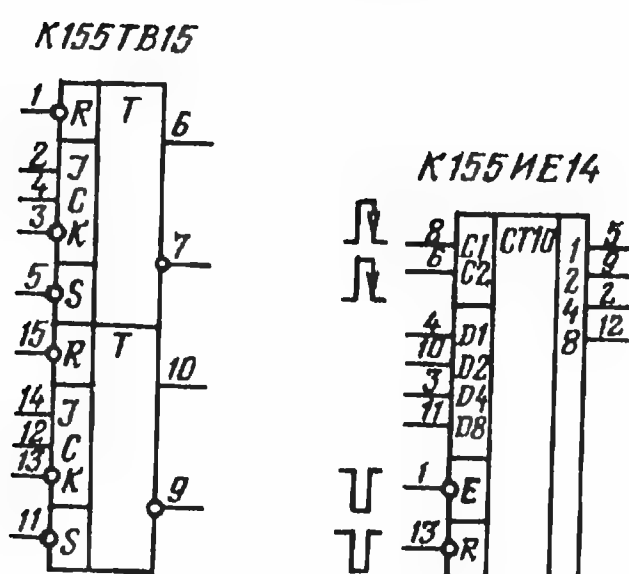 К155ТВ15
1 R T 6
2 J
4 C
3 K
7
5 S
15 R T
10
14 J
12 C
13 K
9
11 S
К155ИЕ14
8 C1 CT10 1 5
6 C2 2 9
4 2
4 D1 8 12
10 D2
3 D4
11 D8
1 E
13 R